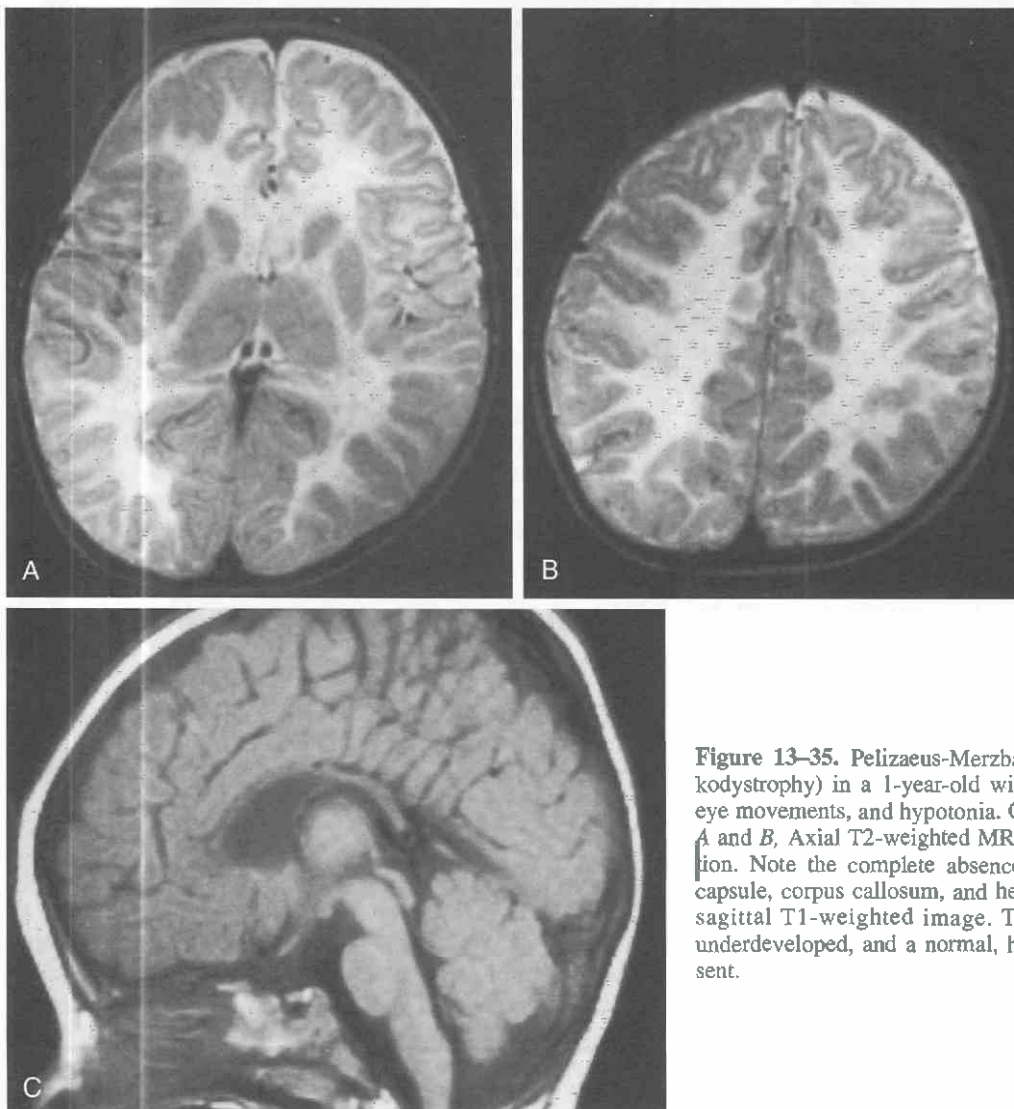 A
B
C
Figure 13–35. Pelizaeus-Merzba
kodystrophy) in a 1-year-old wi
eye movements, and hypotonia. C
A and B, Axial T2-weighted MR
tion. Note the complete absence
capsule, corpus callosum, and he
sagittal T1-weighted image. T
underdeveloped, and a normal, h
sent.